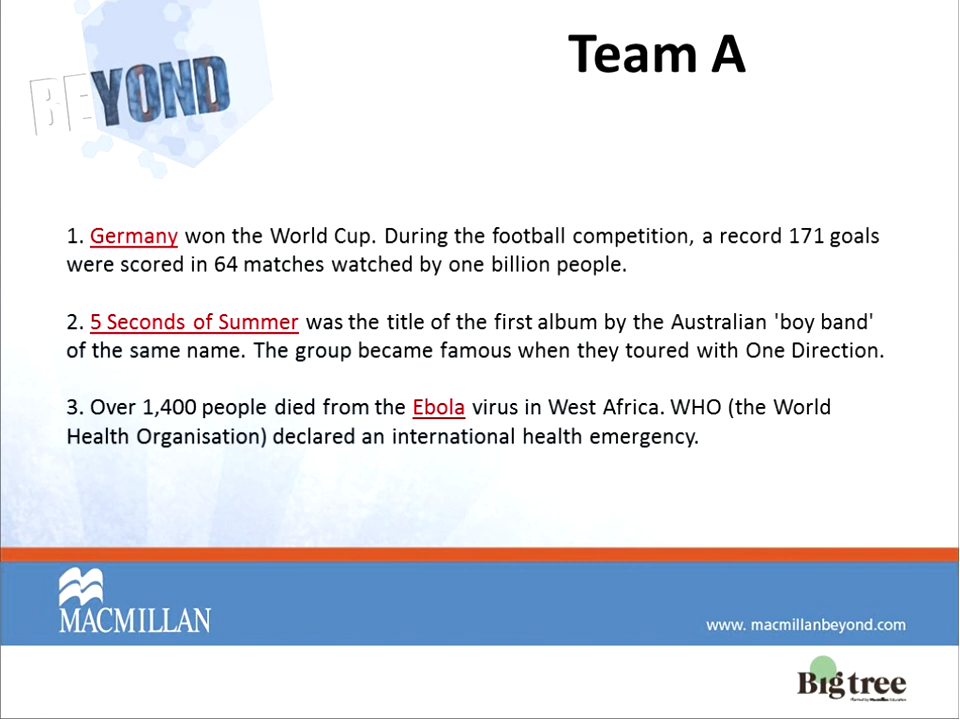 BEYOND
Team A
1. Germany won the World Cup. During the football competition, a record 171 goals
were scored in 64 matches watched by one billion people.
2. 5 Seconds of Summer was the title of the first album by the Australian 'boy band'
of the same name. The group became famous when they toured with One Direction.
3. Over 1,400 people died from the Ebola virus in West Africa. WHO (the World
Health Organisation) declared an international health emergency.
MACMILLAN
www. macmillanbeyond.com
Bigtree